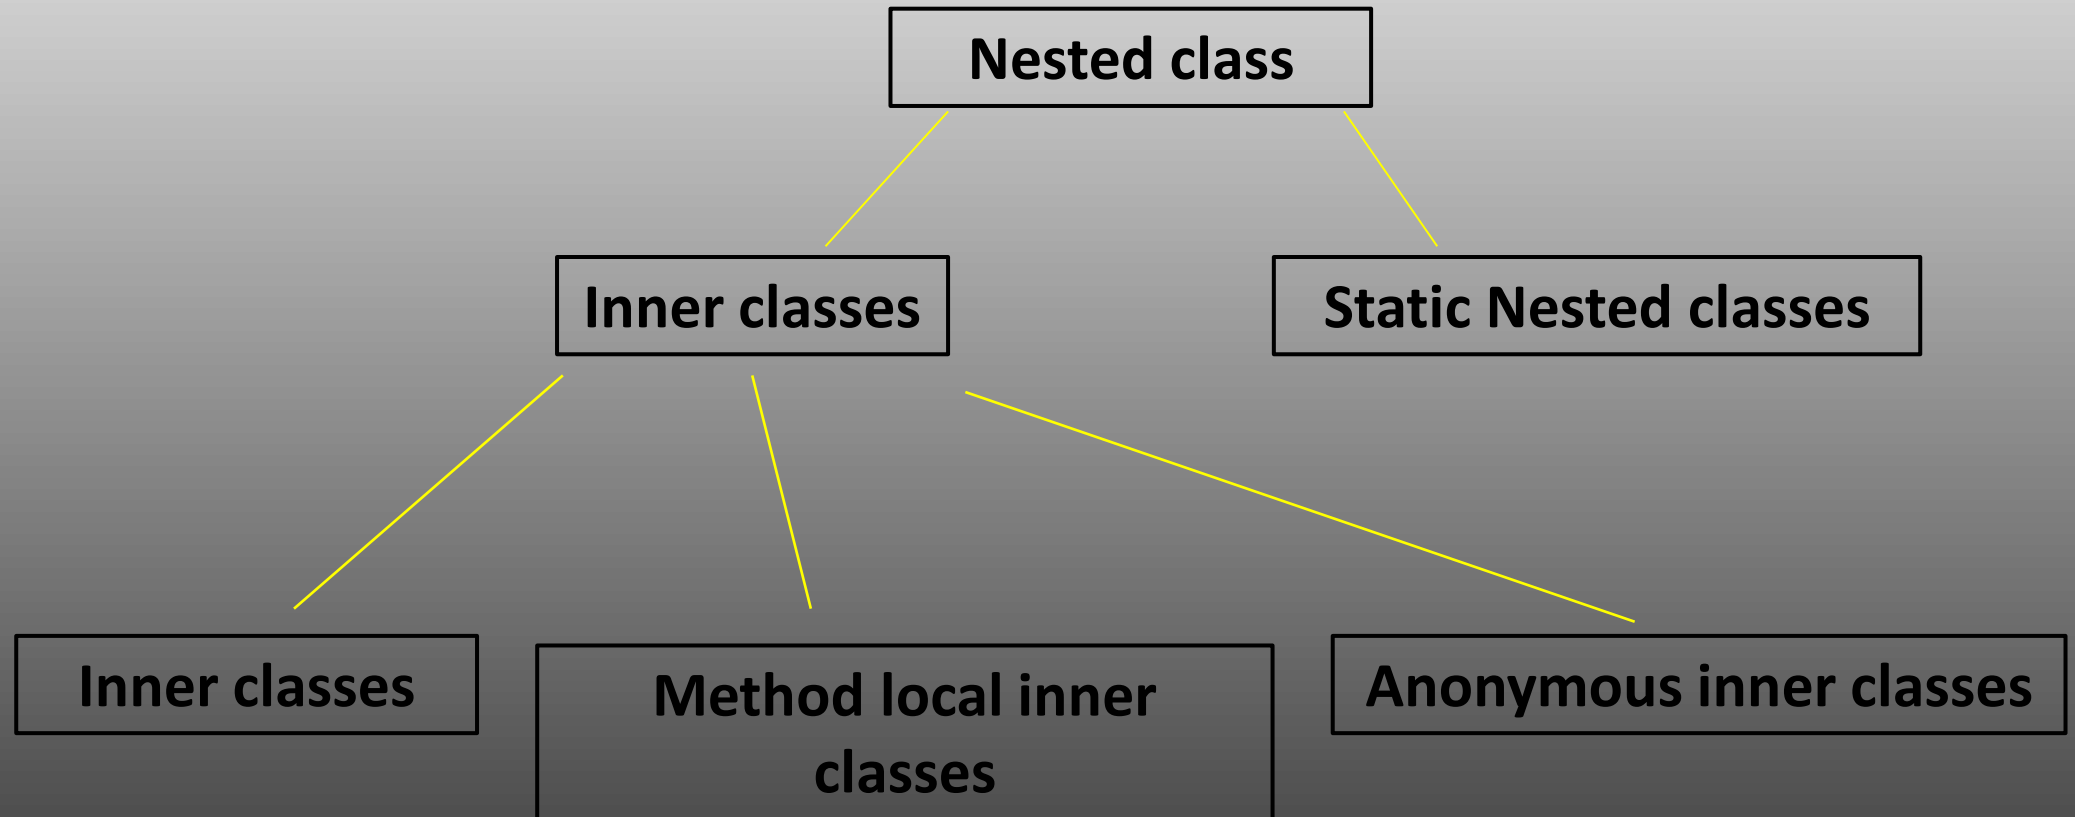 Nested class
Inner classes
Static Nested classes
Inner classes
Method local inner
classes
Anonymous inner classes